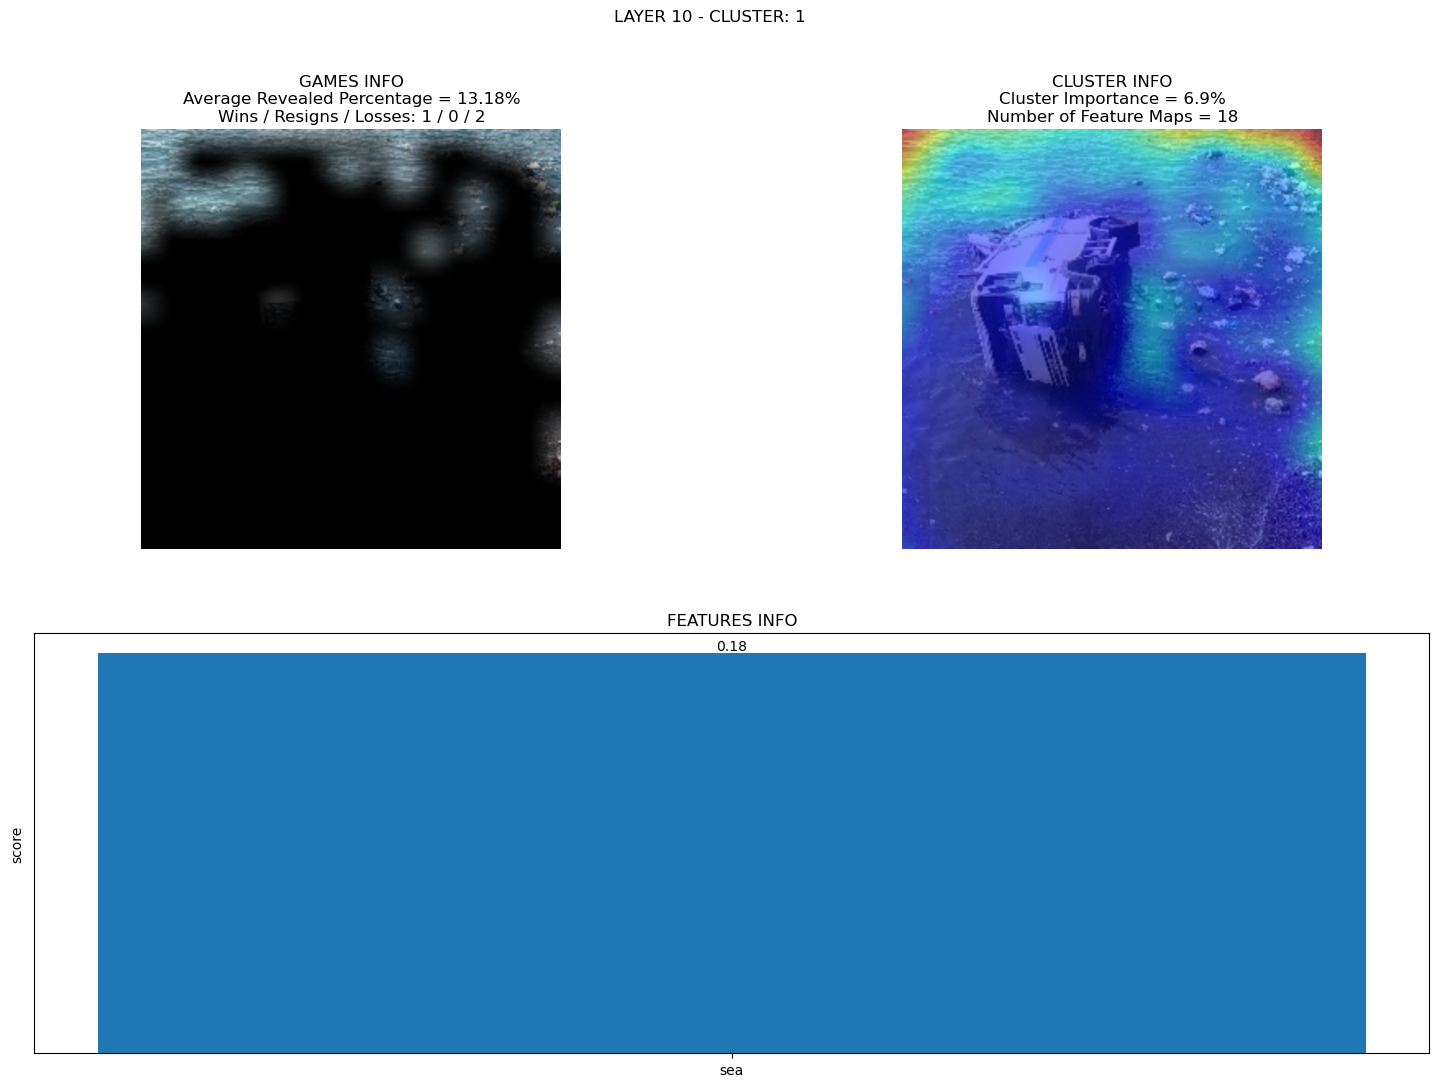 LAYER 10 - CLUSTER: 1
GAMES INFO
Average Revealed Percentage = 13.18%
Wins / Resigns / Losses: 1 / 0 / 2
CLUSTER INFO
Cluster Importance = 6.9%
Number of Feature Maps = 18
FEATURES INFO
0.18
score
sea